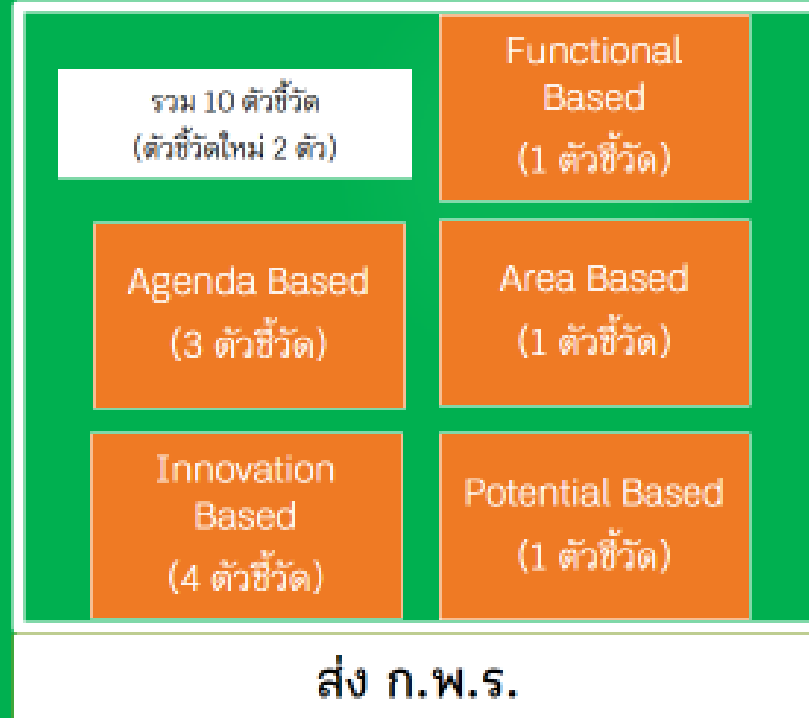 รวม 10 ตัวชี้วัด
(ตัวชี้วัดใหม่ 2 ตัว)
Functional
Based
(1 ตัวชี้วัด)
Agenda Based
(3 ตัวชี้วัด)
Area Based
(1 ตัวชี้วัด)
Innovation
Based
(4 ตัวชี้วัด)
Potential Based
(1 ตัวชี้วัด)
ส่ง ก.พ.ร.